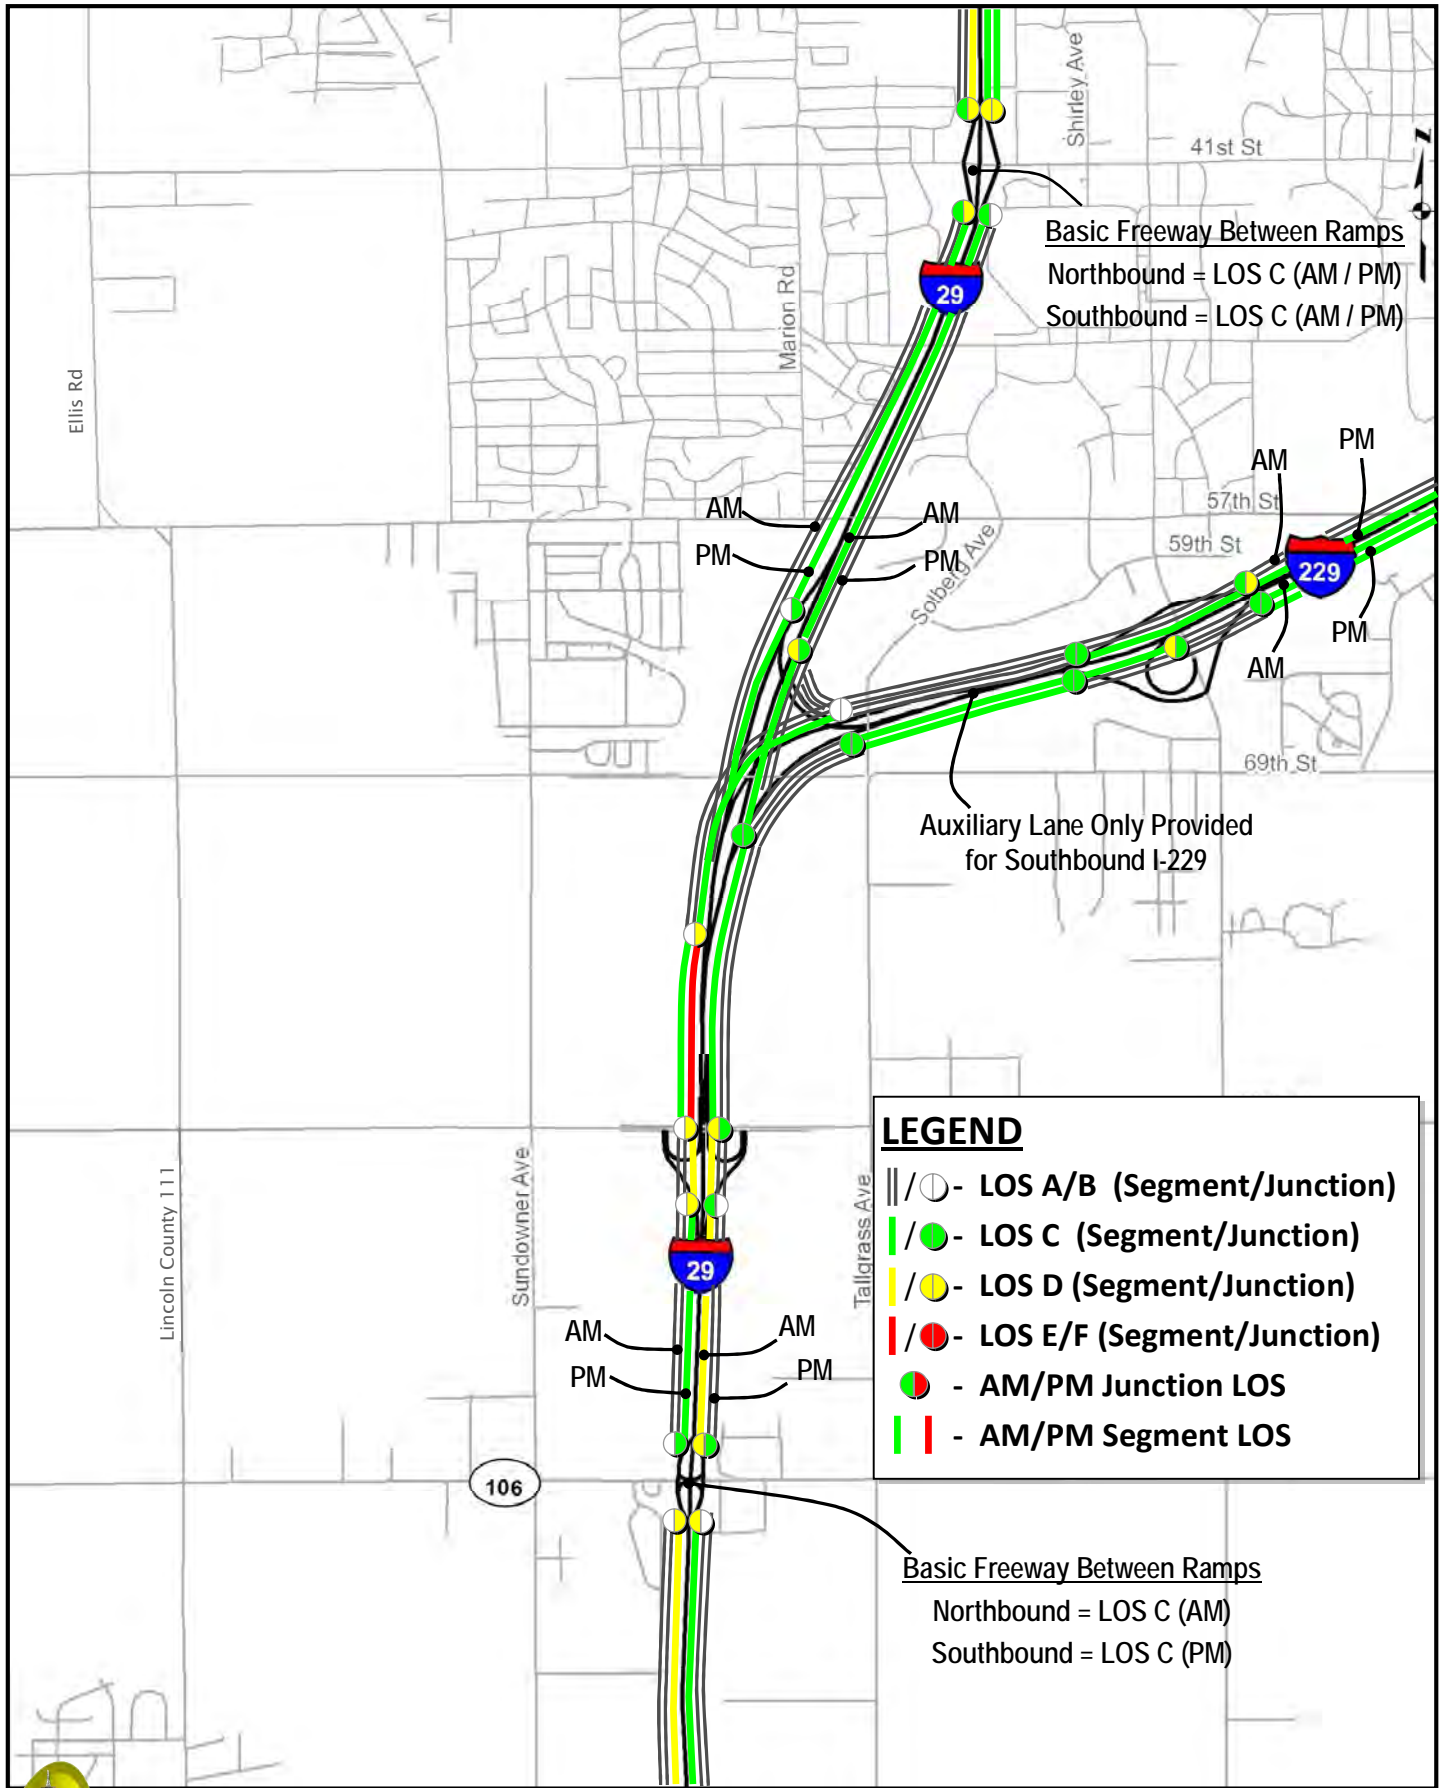 Shirley Ave
41st St
Z
Basic Freeway Between Ramps
Northbound = LOS C (AM / PM)
Southbound = LOS C (AM / PM)
29
Marion Rd
Ellis Rd
PM
AM
57th St
AM
AM
59th St
PM
PM
229
Solberg Ave
PM
AM
69th St
Auxiliary Lane Only Provided
for Southbound I-229
LEGEND
/ - LOS A/B (Segment/Junction)
/ - LOS C (Segment/Junction)
/ - LOS D (Segment/Junction)
/ - LOS E/F (Segment/Junction)
- AM/PM Junction LOS
- AM/PM Segment LOS
Lincoln County 111
Sundowner Ave
Tallgrass Ave
29
AM
AM
PM
PM
106
Basic Freeway Between Ramps
Northbound = LOS C (AM)
Southbound = LOS C (PM)